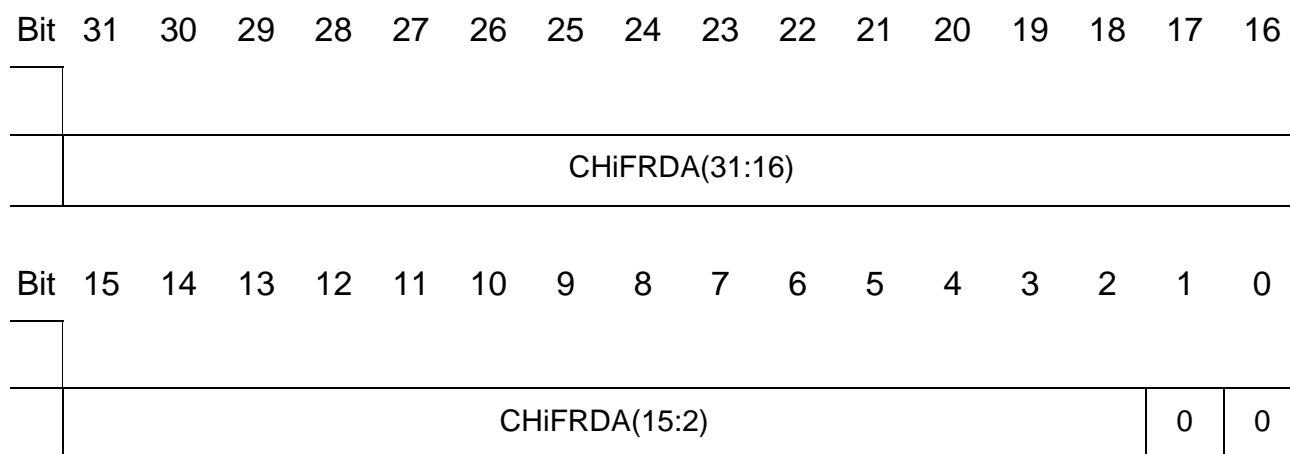 Bit 31 30 29 28 27 26 25 24 23 22 21 20 19 18 17 16
CHiFRDA(31:16)
Bit 15 14 13 12 11 10 9 8 7 6 5 4 3 2 1 0
CHiFRDA(15:2) 0 0